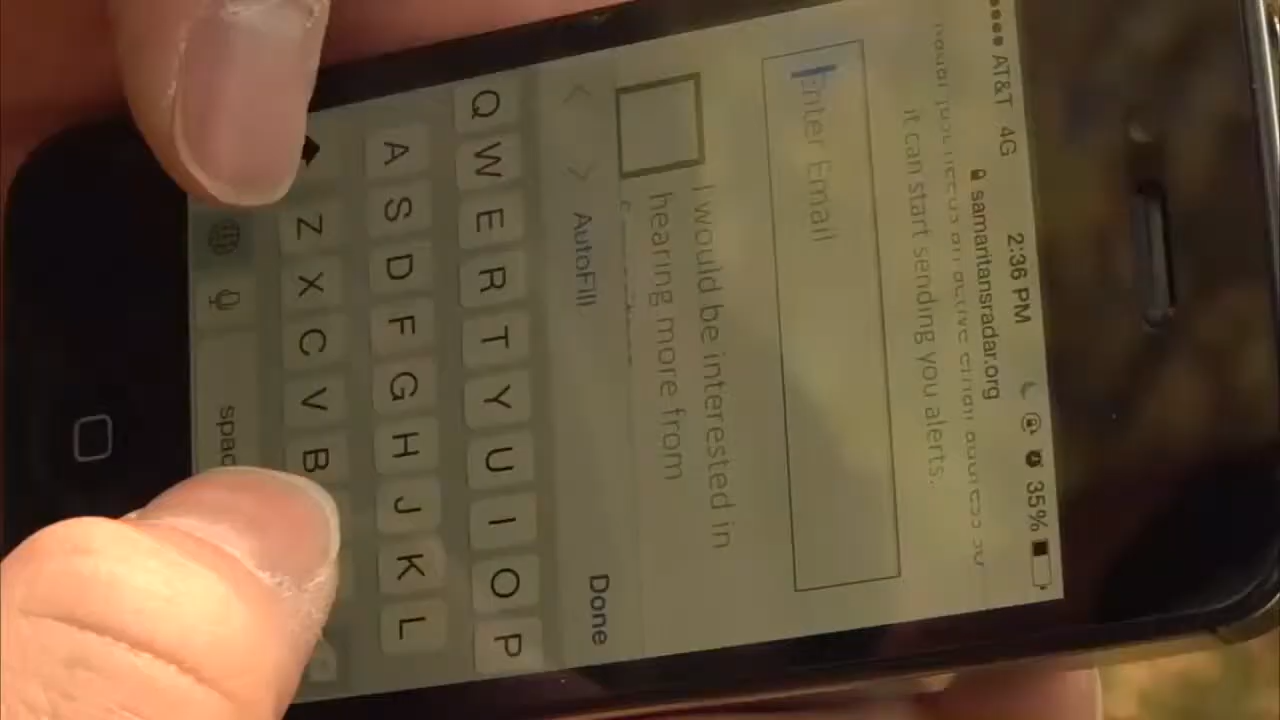 AT&T 4G 2:36 PM 35%
samaritansradar.org
it can start sending you alerts.
Enter Email
I would be interested in
hearing more from
AutoFill Done
Q W E R T Y U I O P
A S D F G H J K L
Z X C V B